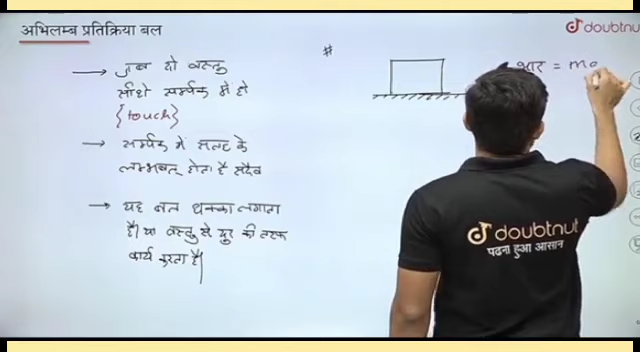 अभिलम्ब प्रतिक्रिया बल
doubtnut
#
→ जब दो वस्तु
सीधे सम्पर्क में हो
{touch}
भार = mg
→ सम्पर्क में सतह के
लम्बवत् होता है सदैव
→ यह बल धक्का लगाता
है। या वस्तु से दूर की तरफ
कार्य करता है।
doubtnut
पढ़ना हुआ आसान